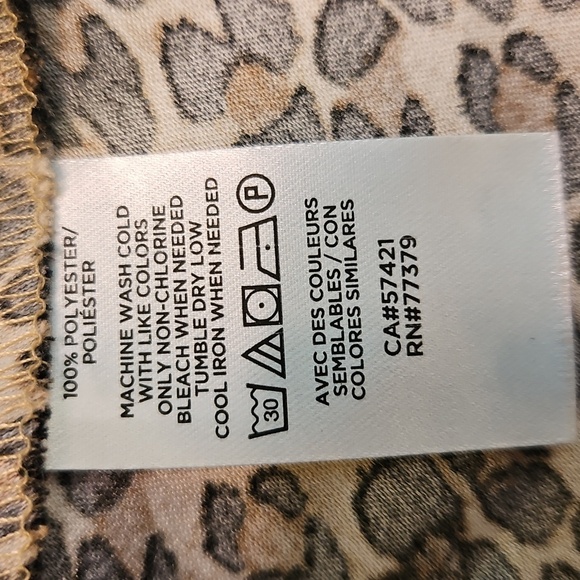 100% POLYESTER/
POLIÉSTER
MACHINE WASH COLD
WITH LIKE COLORS
ONLY NON-CHLORINE
BLEACH WHEN NEEDED
TUMBLE DRY LOW
COOL IRON WHEN NEEDED
30 P
AVEC DES COULEURS
SEMBLABLES / CON
COLORES SIMILARES
CA#57421
RN#77379